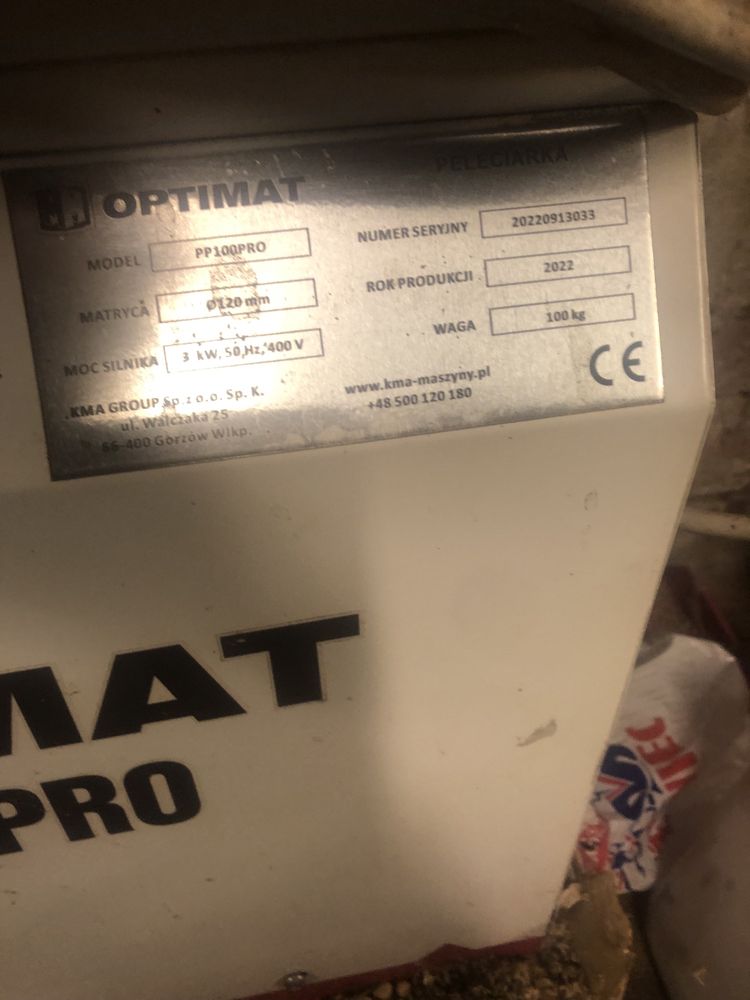 PELECIARKA
OPTIMAT
MODEL PP100PRO
MATRYCA Ø120 mm
MOC SILNIKA 3 kW, 50,Hz, 400 V
NUMER SERYJNY 20220913033
ROK PRODUKCJI 2022
WAGA 100 kg
KMA GROUP Sp. z o.o. Sp. K.
ul. Walczaka 25
66-400 Gorzów Wlkp.
www.kma-maszyny.pl
+48 500 120 180
CE
MAT
PRO